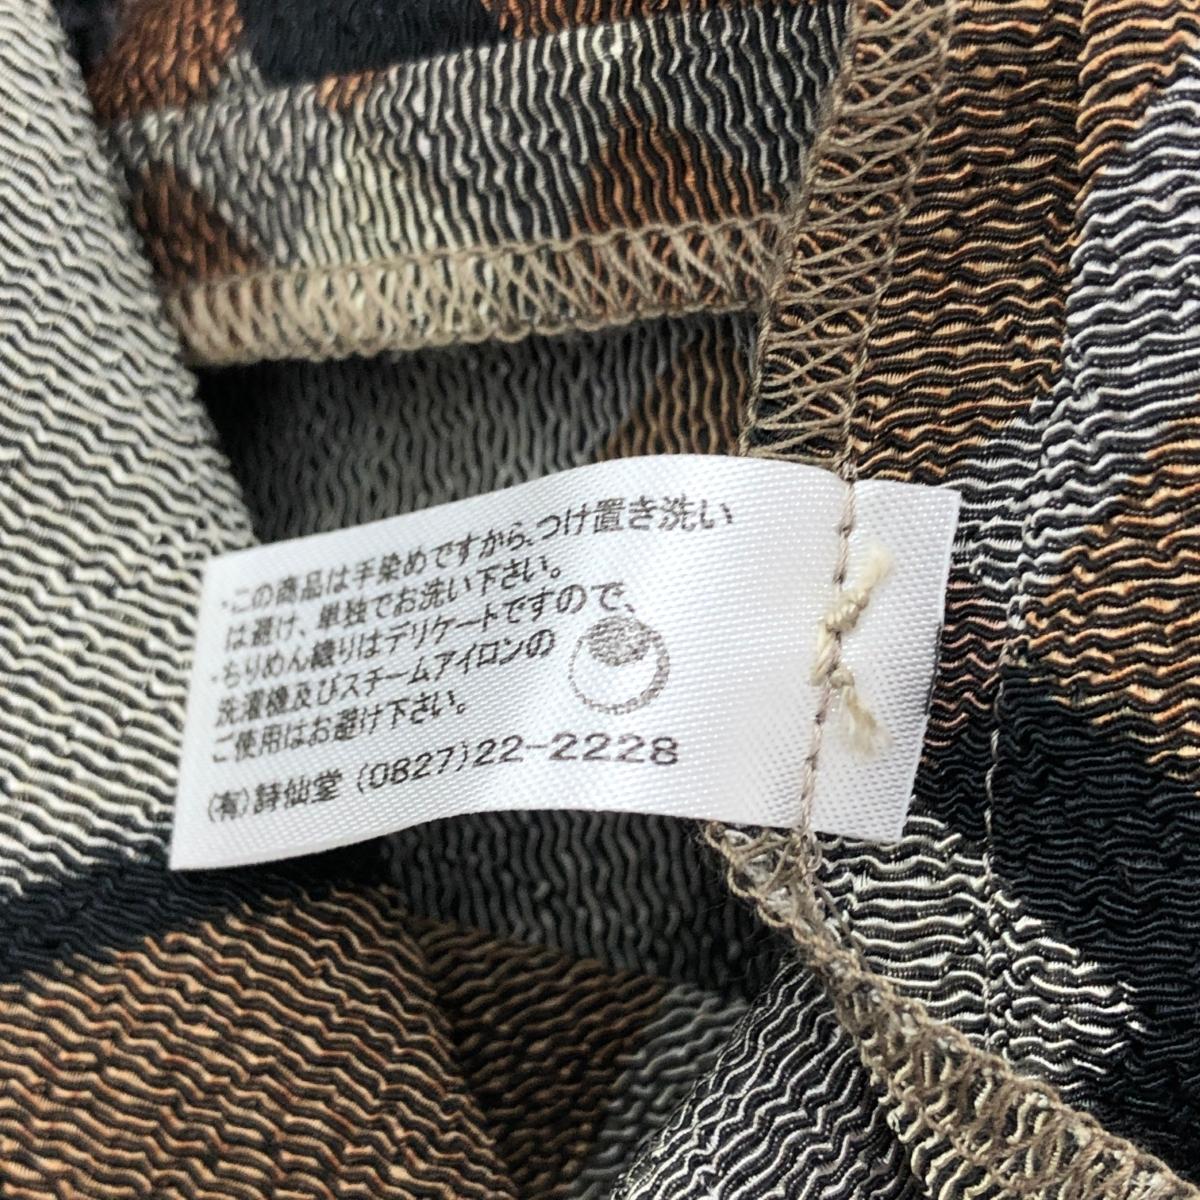 ・この商品は手染めですから、つけ置き洗い
は避け、単独でお洗い下さい。
・ちりめん織りはデリケートですので、
洗濯機及びスチームアイロンの
ご使用はお避け下さい。
(有)詩仙堂 (0827)22-2228